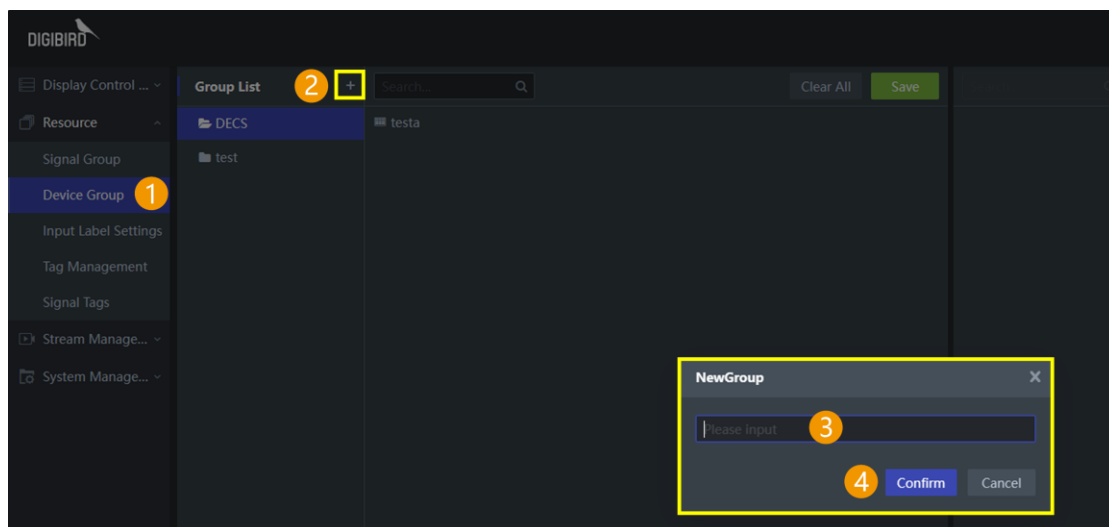 DIGIBIRD
Display Control ...
Group List 2 + Search... Clear All Save
Resource
DECS
testa
Signal Group
test
Device Group 1
Input Label Settings
Tag Management
Signal Tags
Stream Manage...
System Manage...
NewGroup
Please input 3
4 Confirm Cancel